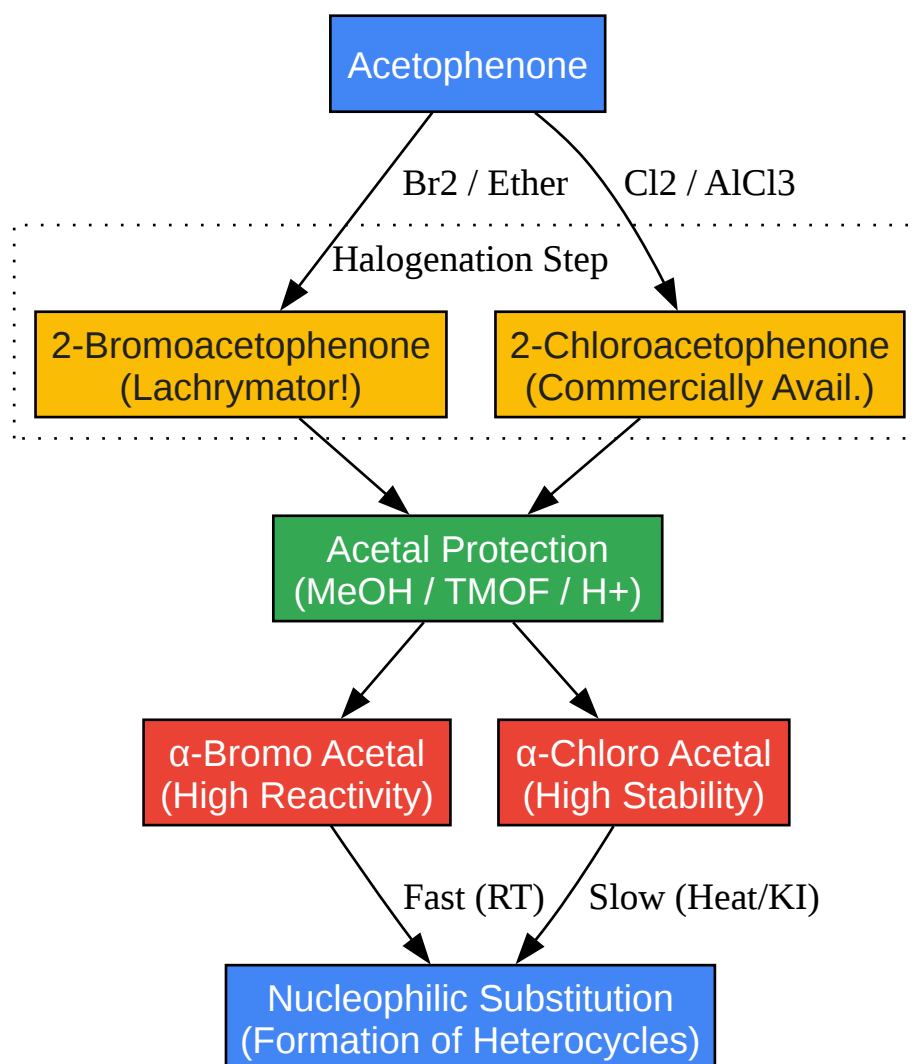 Acetophenone
Br2 / Ether
Cl2 / AlCl3
Halogenation Step
2-Bromoacetophenone
(Lachrymator!)
2-Chloroacetophenone
(Commercially Avail.)
Acetal Protection
(MeOH / TMOF / H+)
α-Bromo Acetal
(High Reactivity)
α-Chloro Acetal
(High Stability)
Fast (RT)
Slow (Heat/KI)
Nucleophilic Substitution
(Formation of Heterocycles)